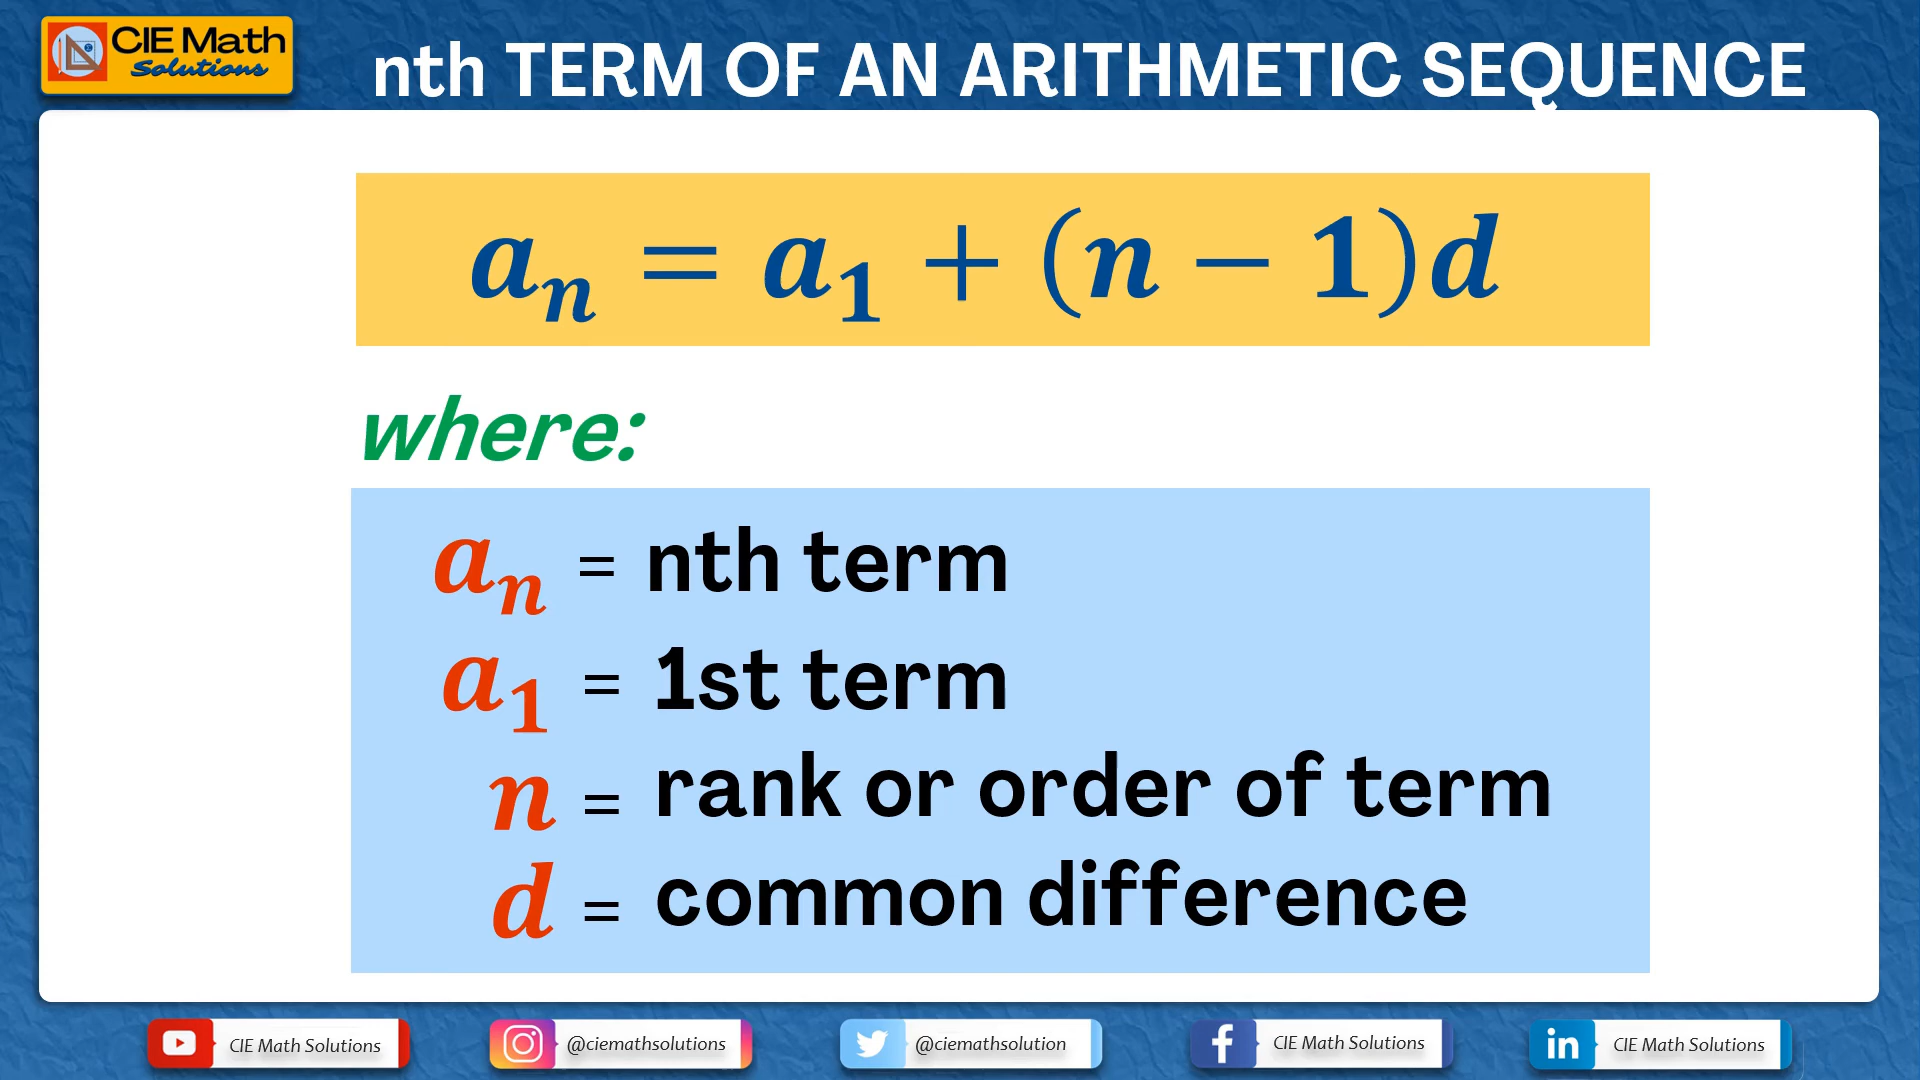 CIE Math
Solutions
nth TERM OF AN ARITHMETIC SEQUENCE
aₙ = a₁ + (n − 1)d
where:
aₙ = nth term
a₁ = 1st term
n = rank or order of term
d = common difference
CIE Math Solutions
@ciemathsolutions
@ciemathsolution
CIE Math Solutions
CIE Math Solutions